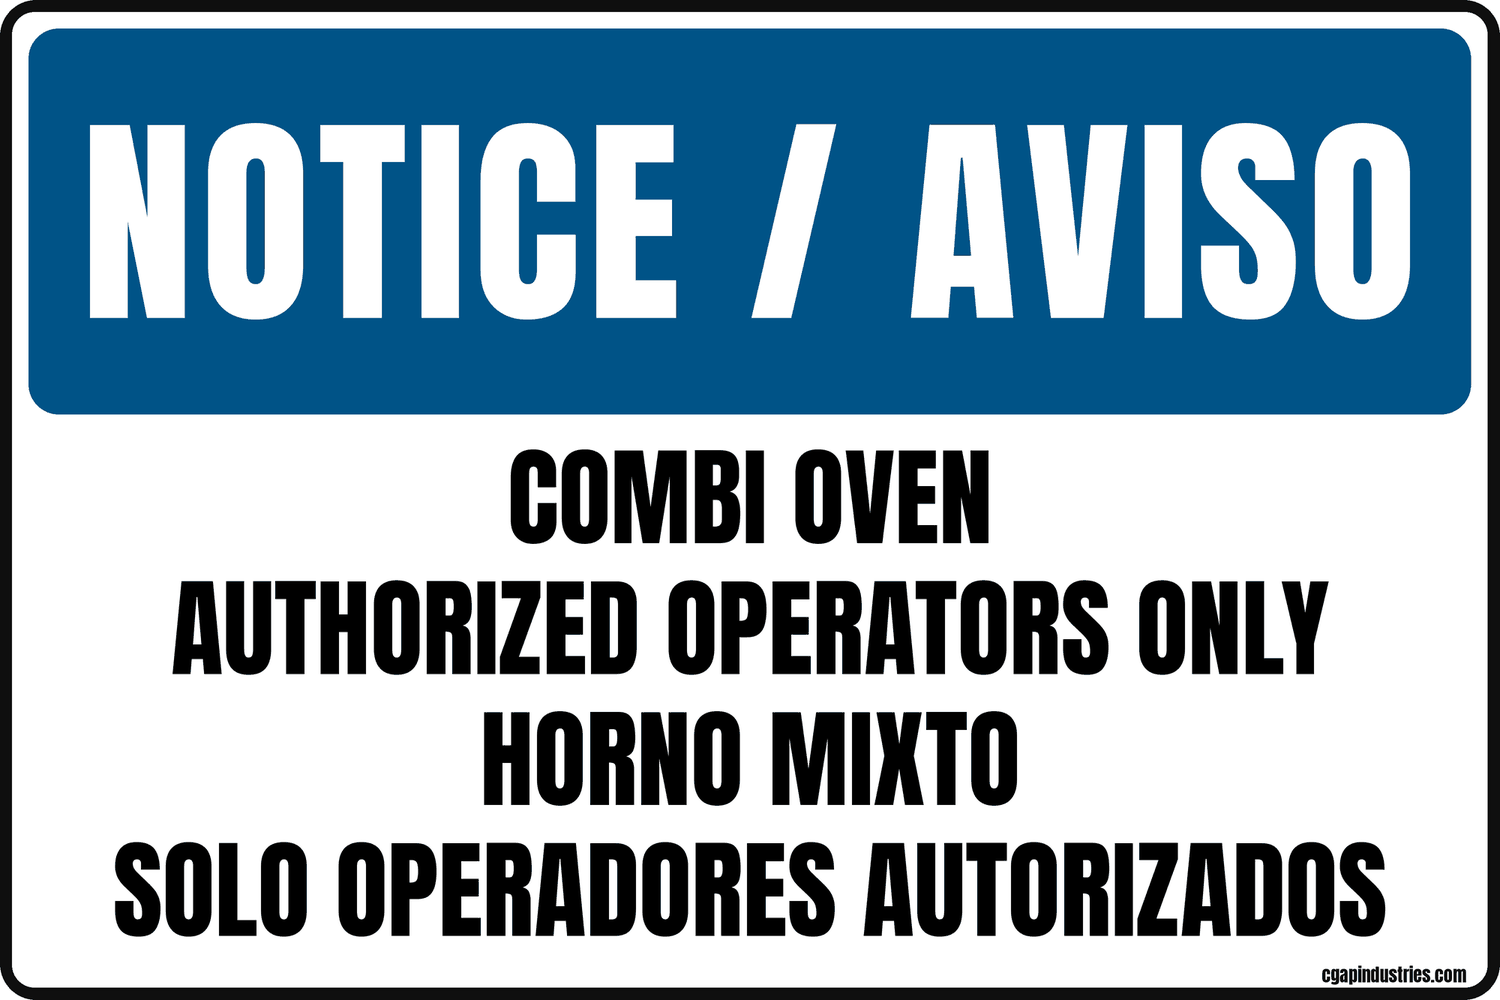 NOTICE / AVISO
COMBI OVEN
AUTHORIZED OPERATORS ONLY
HORNO MIXTO
SOLO OPERADORES AUTORIZADOS
cgapindustries.com